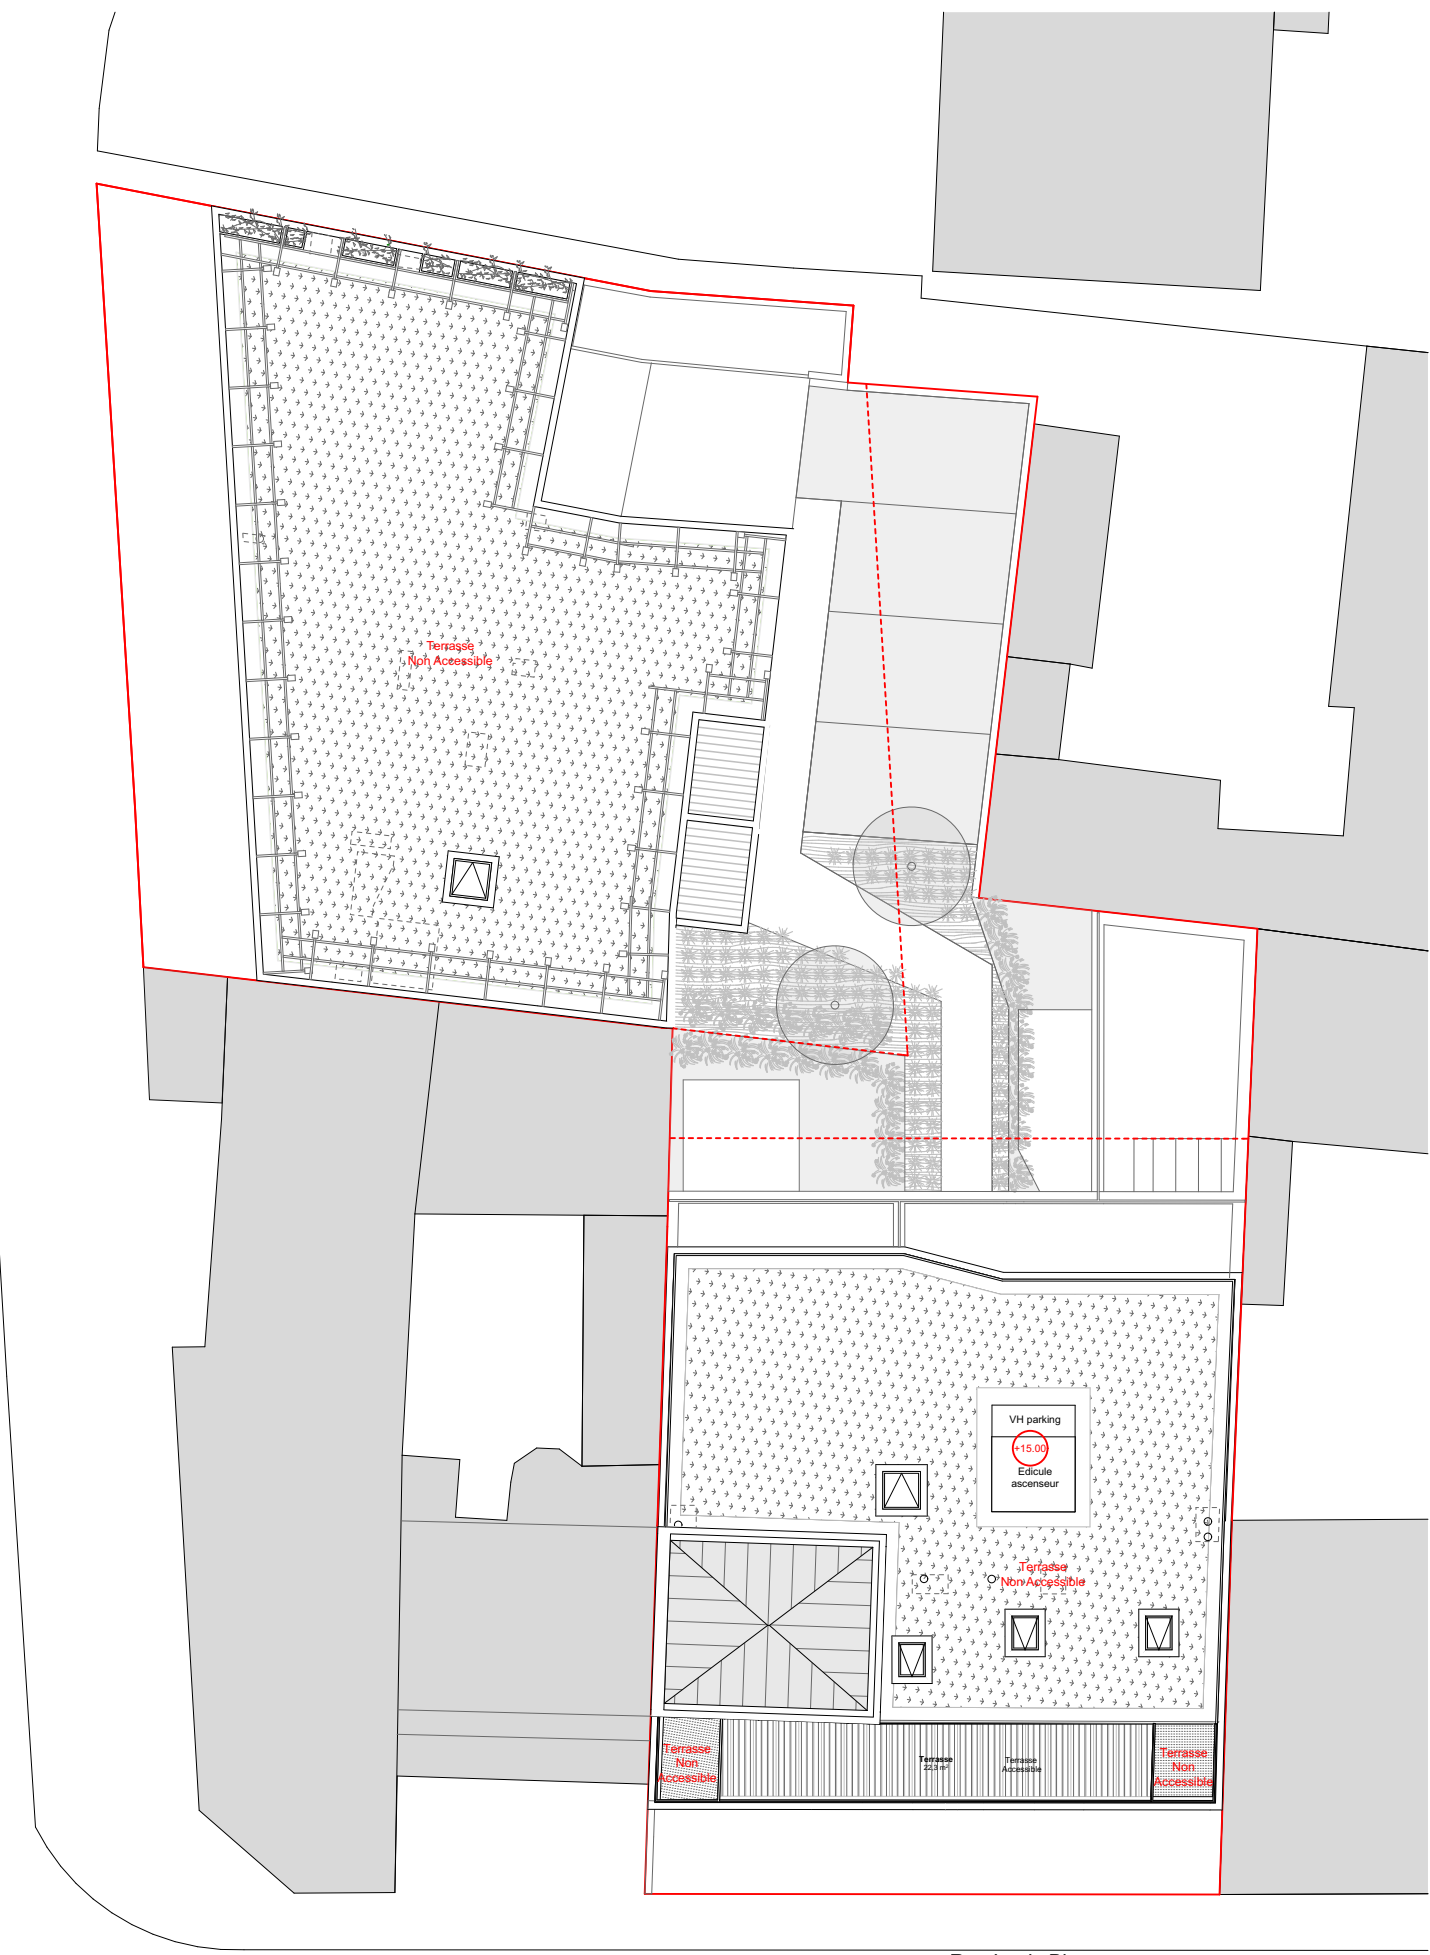 Terrasse
Non Accessible
VH parking
+15.00
Edicule
ascenseur
Terrasse
Non Accessible
Terrasse
Non
Accessible
Terrasse
22,3 m²
Terrasse
Accessible
Terrasse
Non
Accessible